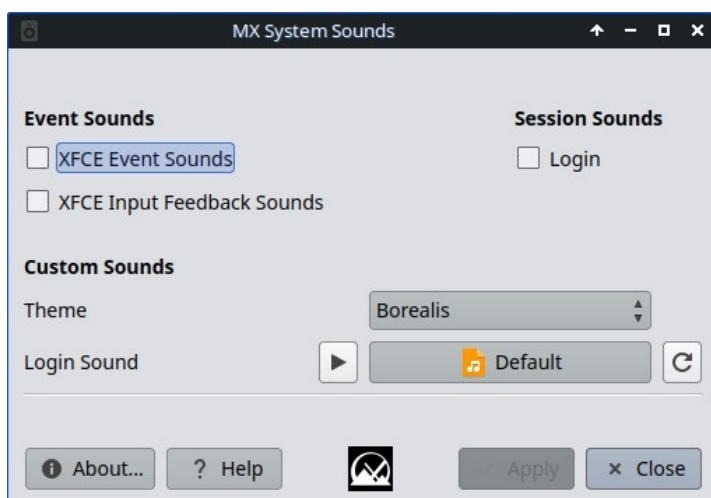 MX System Sounds
Event Sounds
Session Sounds
XFCE Event Sounds
Login
XFCE Input Feedback Sounds
Custom Sounds
Theme
Borealis
Login Sound
Default
About...
? Help
Apply
Close